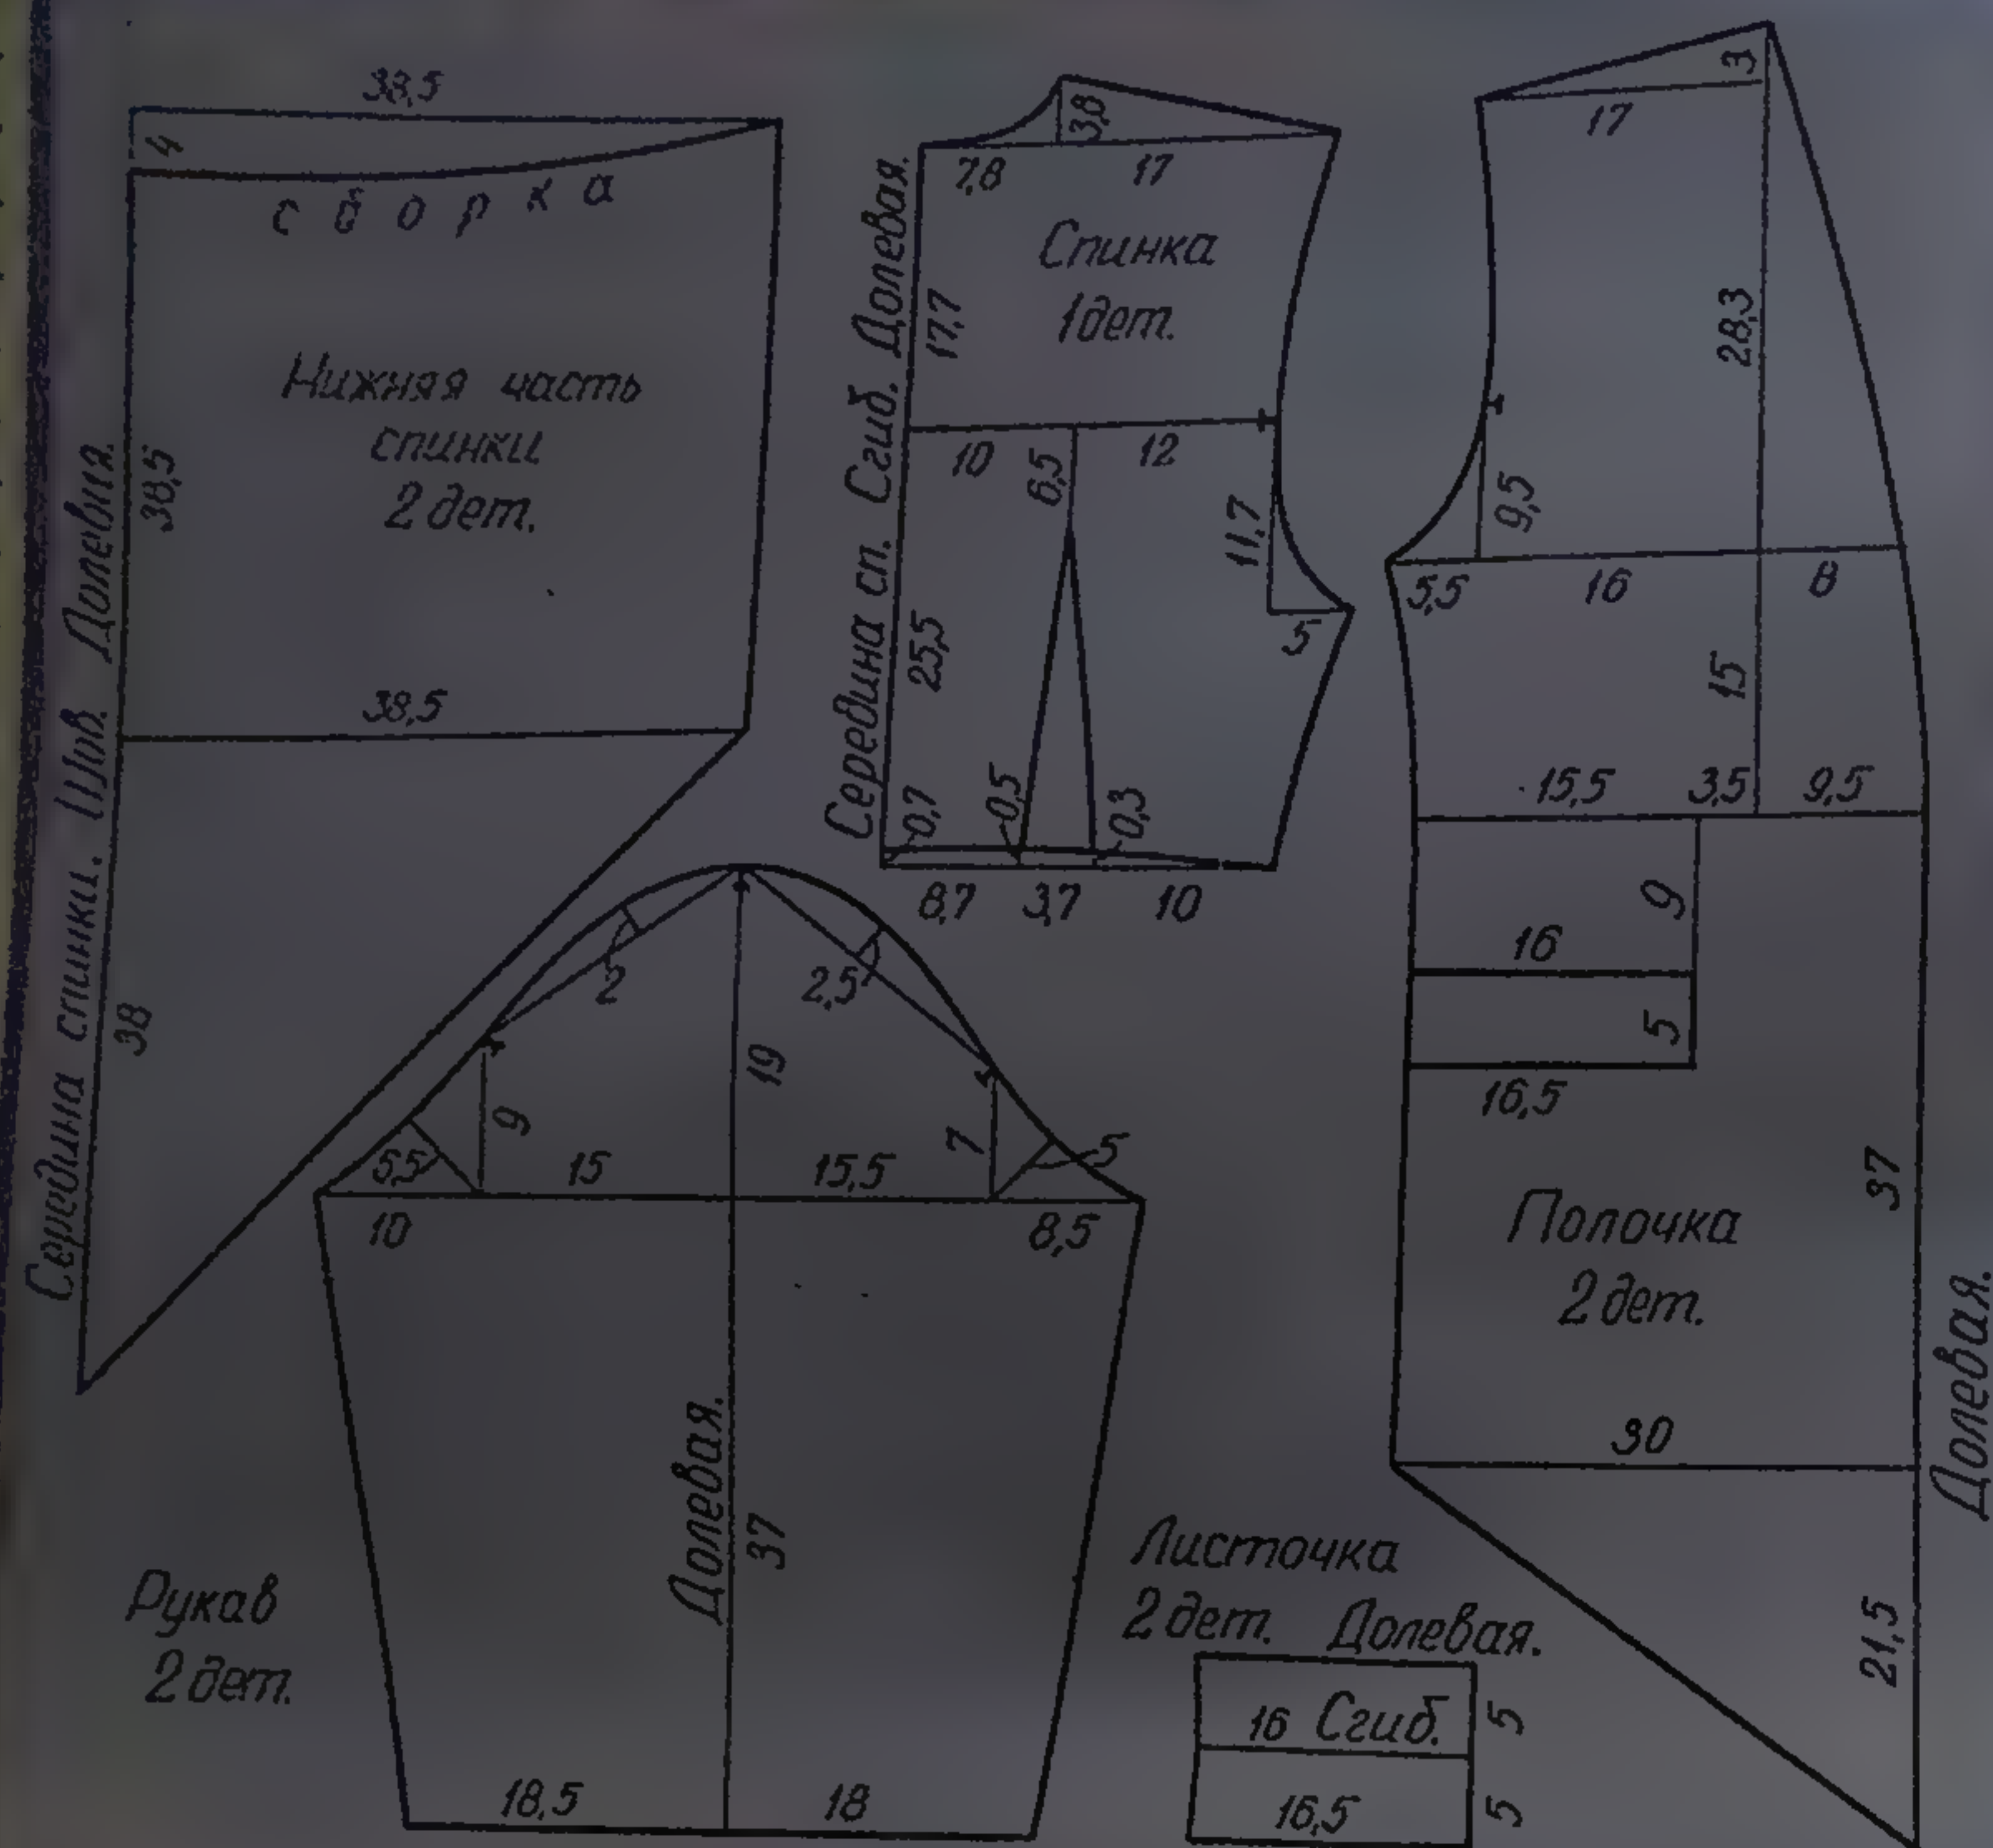 38,5
4
сборка
Нижняя часть
спинки
2 дет.
38,5
38,5
38
Середина спинки. Шов. Долевая.
3,8
7,8 17
Спинка
1 дет.
17,7
10 12
6,5
11,7
5
25,5
0,7 0,5 0,3
8,7 3,7 10
Середина сп. Сгиб. Долевая.
3
17
28,3
9,5
5,5 16 8
15
15,5 3,5 9,5
9
16
5
16,5
37
Полочка
2 дет.
30
21,5
Долевая.
2 2,5
19
9 7
5,5 15 15,5 5
10 8,5
Долевая.
37
Рукав
2 дет.
18,5 18
Листочка
2 дет. Долевая.
16 Сгиб. 5
16,5 5